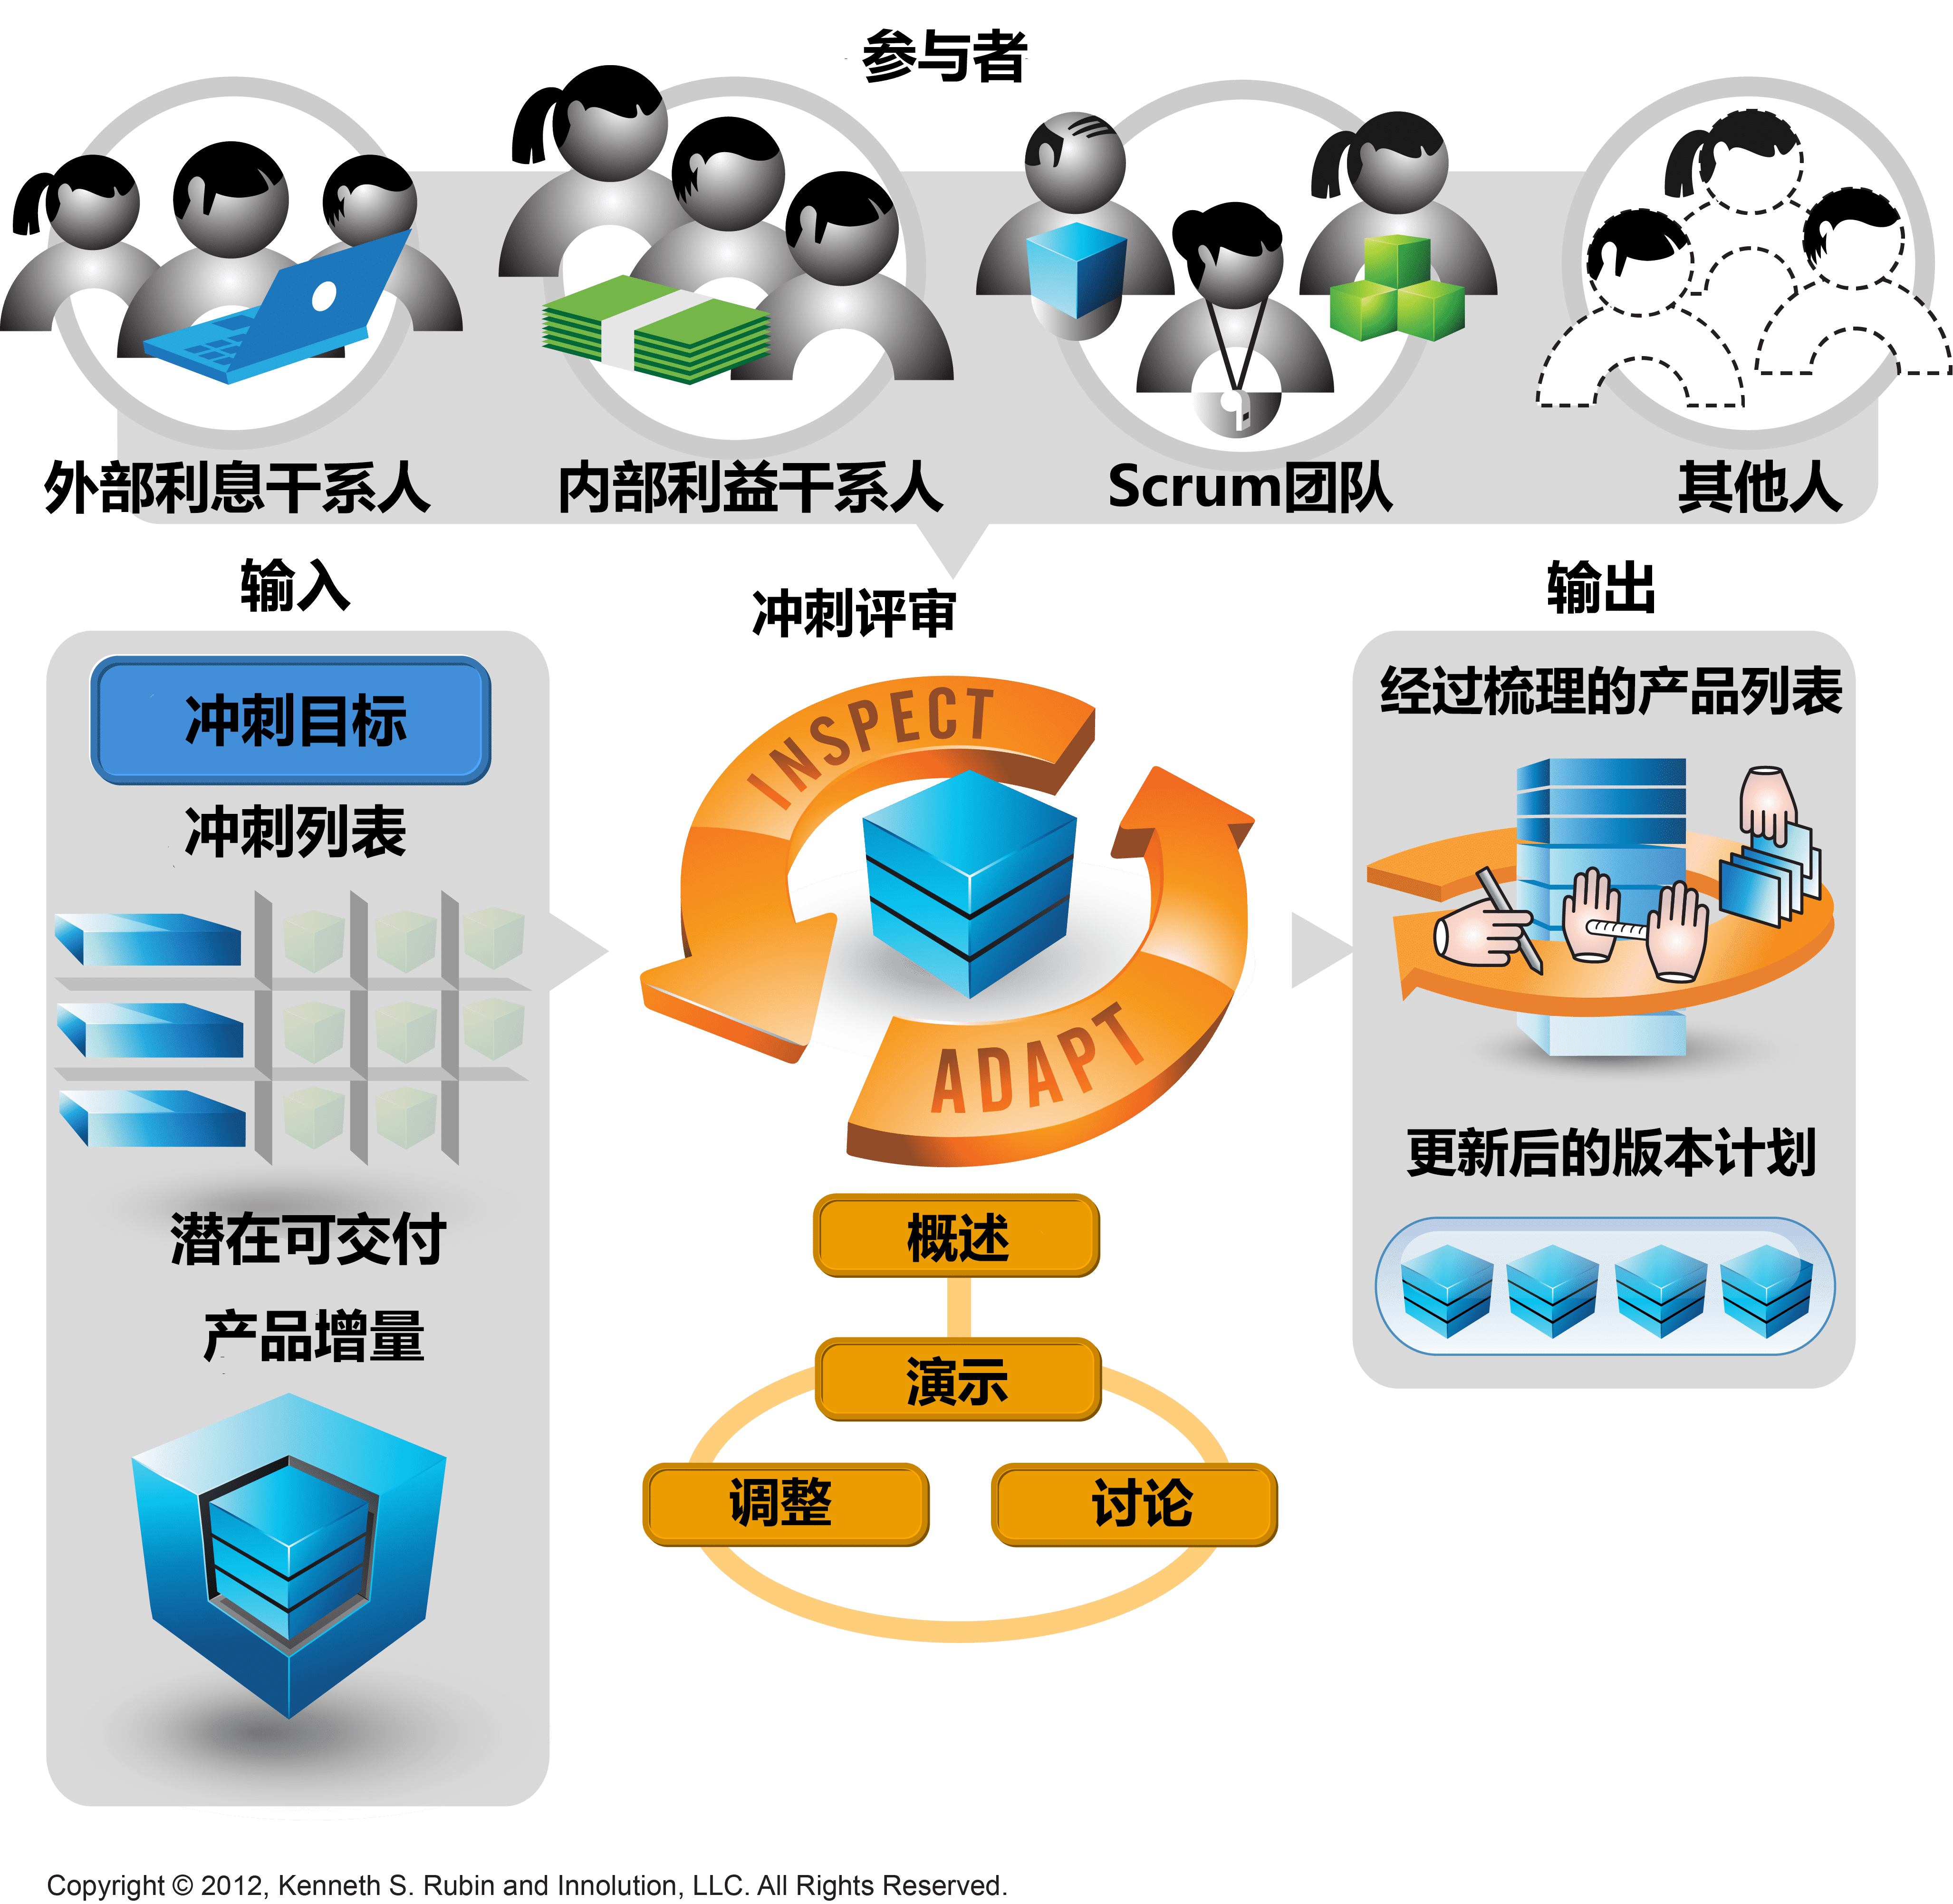 参与者
外部利息干系人
内部利益干系人
Scrum团队
其他人
输入
冲刺目标
冲刺列表
潜在可交付
产品增量
冲刺评审
INSPECT
ADAPT
概述
演示
调整
讨论
输出
经过梳理的产品列表
更新后的版本计划
Copyright © 2012, Kenneth S. Rubin and Innolution, LLC. All Rights Reserved.